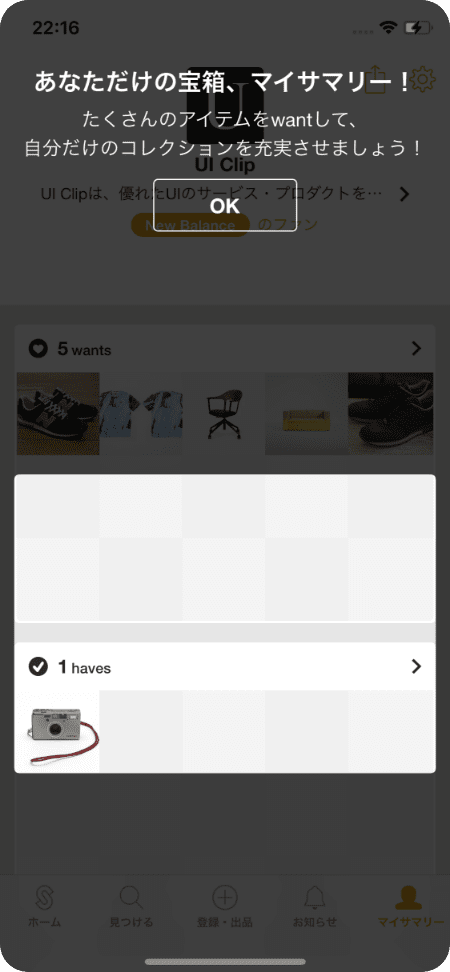 22:16
あなただけの宝箱、マイサマリー！
たくさんのアイテムをwantして、
自分だけのコレクションを充実させましょう！
U
UI Clip
UI Clipは、優れたUIのサービス・プロダクトを…
OK
New Balance のファン
5 wants
1 haves
ホーム 見つける 登録・出品 お知らせ マイサマリー